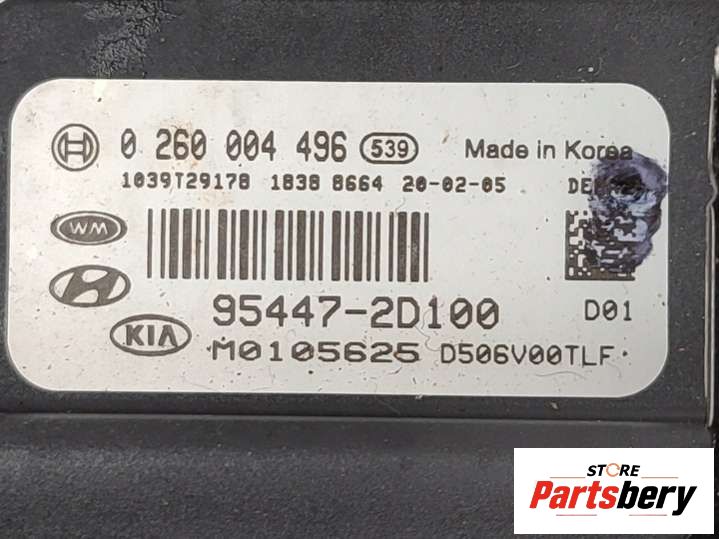 0 260 004 496 539 Made in Korea
1039T29178 1838 8664 20-02-05
WM
95447-2D100 D01
KIA M0105625 D506V00TLF
STORE
Partsbery